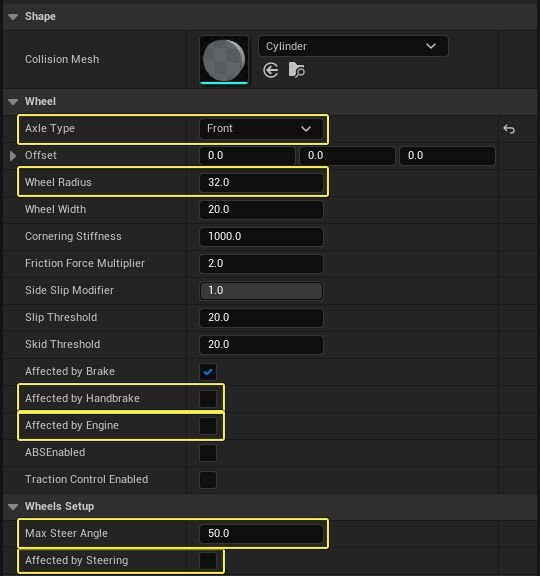 Shape
Collision Mesh
Cylinder
Wheel
Axle Type Front
Offset 0.0 0.0 0.0
Wheel Radius 32.0
Wheel Width 20.0
Cornering Stiffness 1000.0
Friction Force Multiplier 2.0
Side Slip Modifier 1.0
Slip Threshold 20.0
Skid Threshold 20.0
Affected by Brake
Affected by Handbrake
Affected by Engine
ABSEnabled
Traction Control Enabled
Wheels Setup
Max Steer Angle 50.0
Affected by Steering